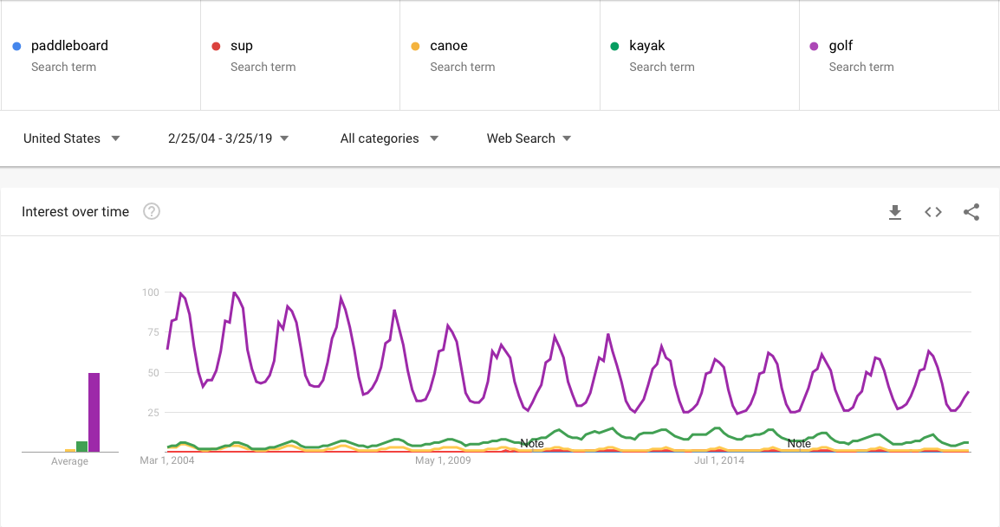 paddleboard
Search term
sup
Search term
canoe
Search term
kayak
Search term
golf
Search term
United States
2/25/04 - 3/25/19
All categories
Web Search
Interest over time
?
100
75
50
25
Note
Note
Average
Mar 1, 2004
May 1, 2009
Jul 1, 2014